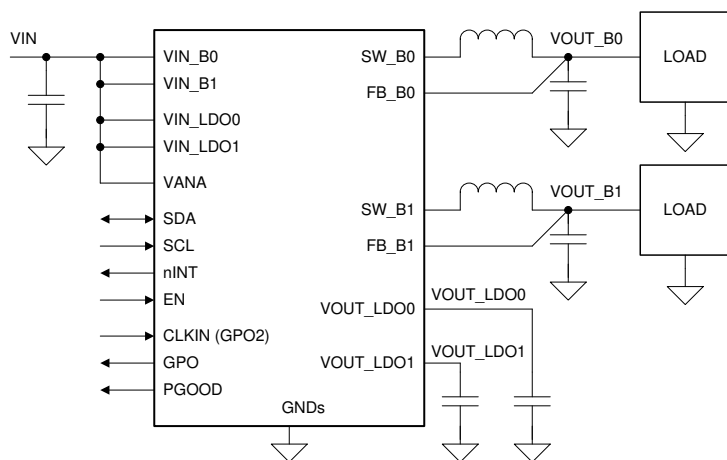 VIN
VIN_B0
VIN_B1
VIN_LDO0
VIN_LDO1
VANA
SDA
SCL
nINT
EN
CLKIN (GPO2)
GPO
PGOOD
GNDs
SW_B0
FB_B0
SW_B1
FB_B1
VOUT_LDO0
VOUT_LDO1
VOUT_B0
LOAD
VOUT_B1
LOAD
VOUT_LDO0
VOUT_LDO1